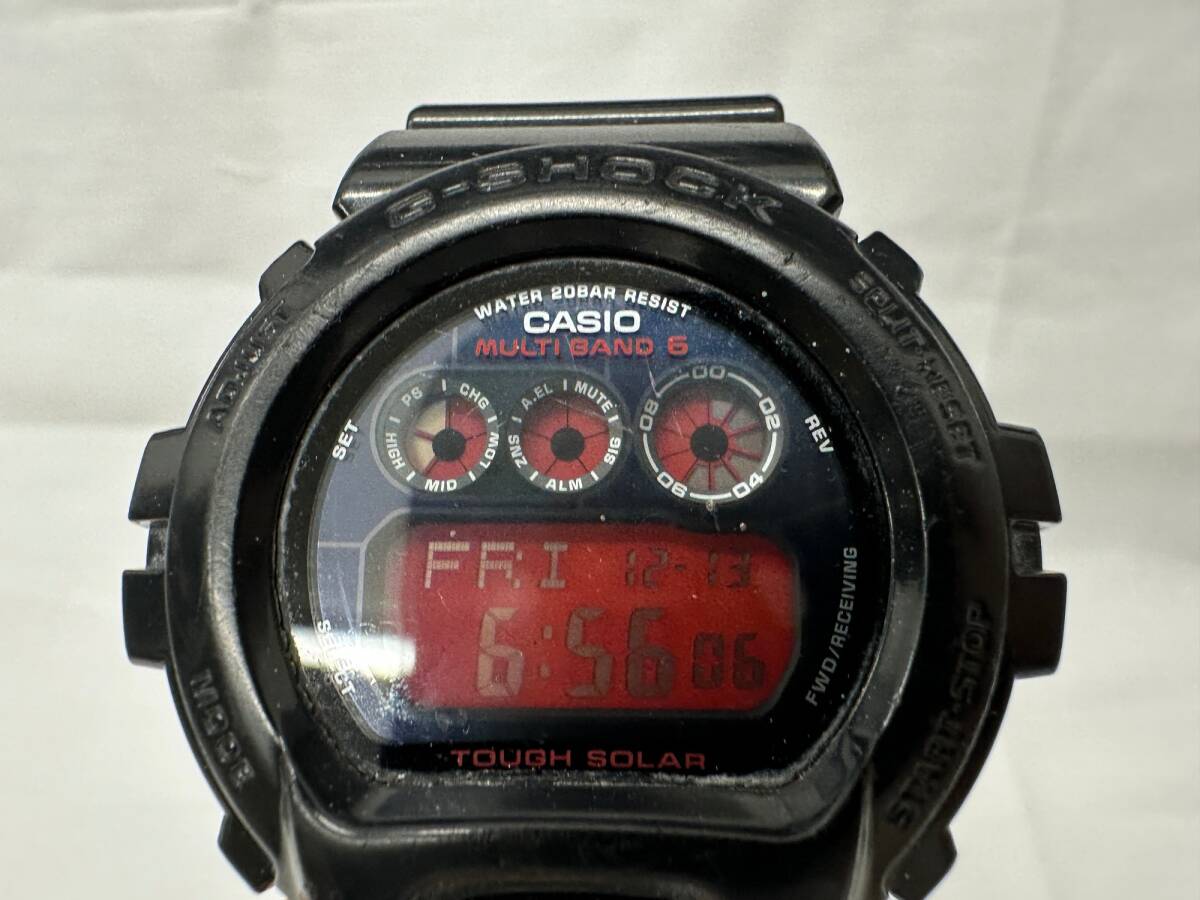 G-SHOCK
WATER 20BAR RESIST
CASIO
MULTI BAND 6
ADJUST
SPLIT·RESET
SET
REV
PS
CHG
LOW
MID
HIGH
A.EL
MUTE
SIG
ALM
SNZ
00
02
04
06
08
FRI 12-13
6:56 06
SELECT
FWD/RECEIVING
MODE
START·STOP
TOUGH SOLAR